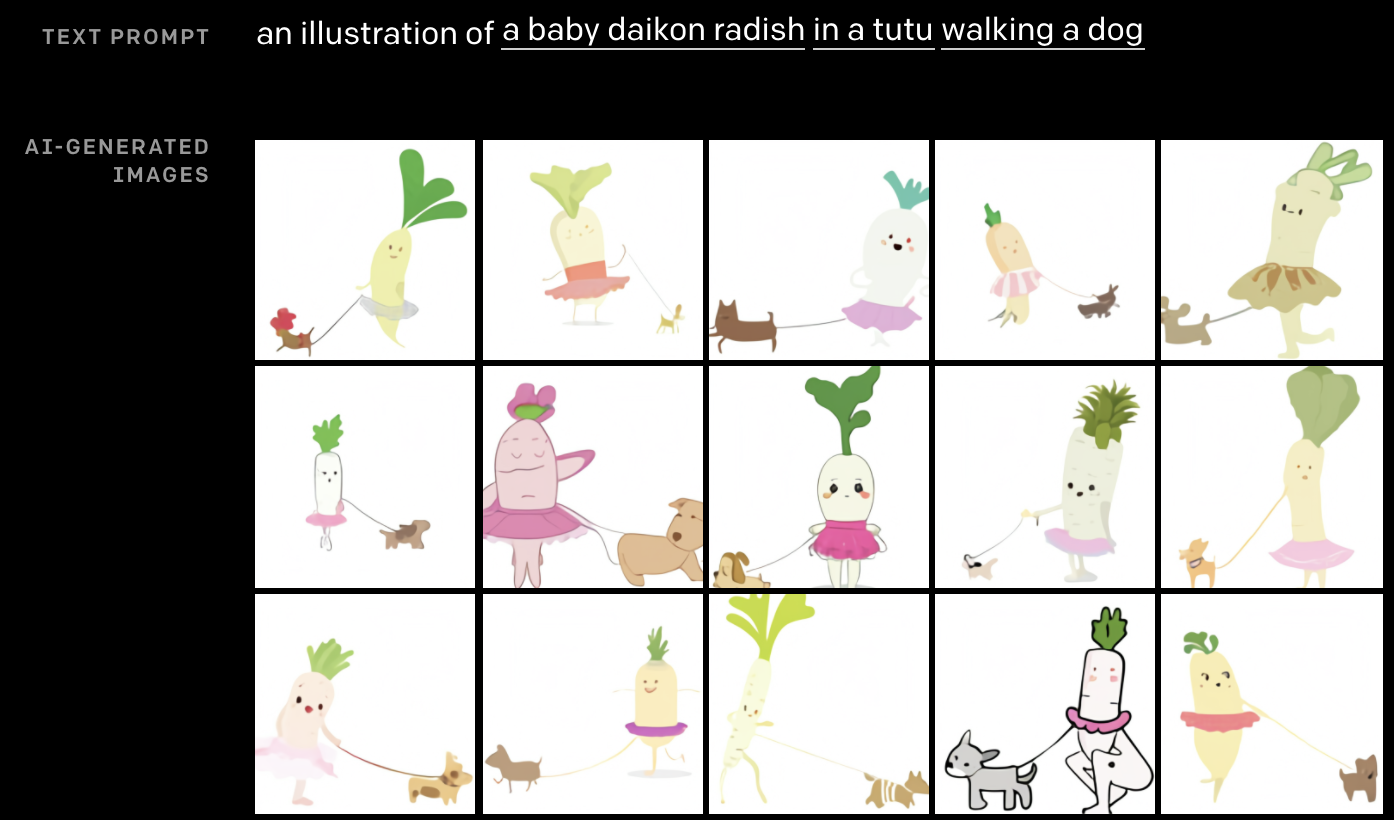 TEXT PROMPT an illustration of a baby daikon radish in a tutu walking a dog
AI-GENERATED
IMAGES